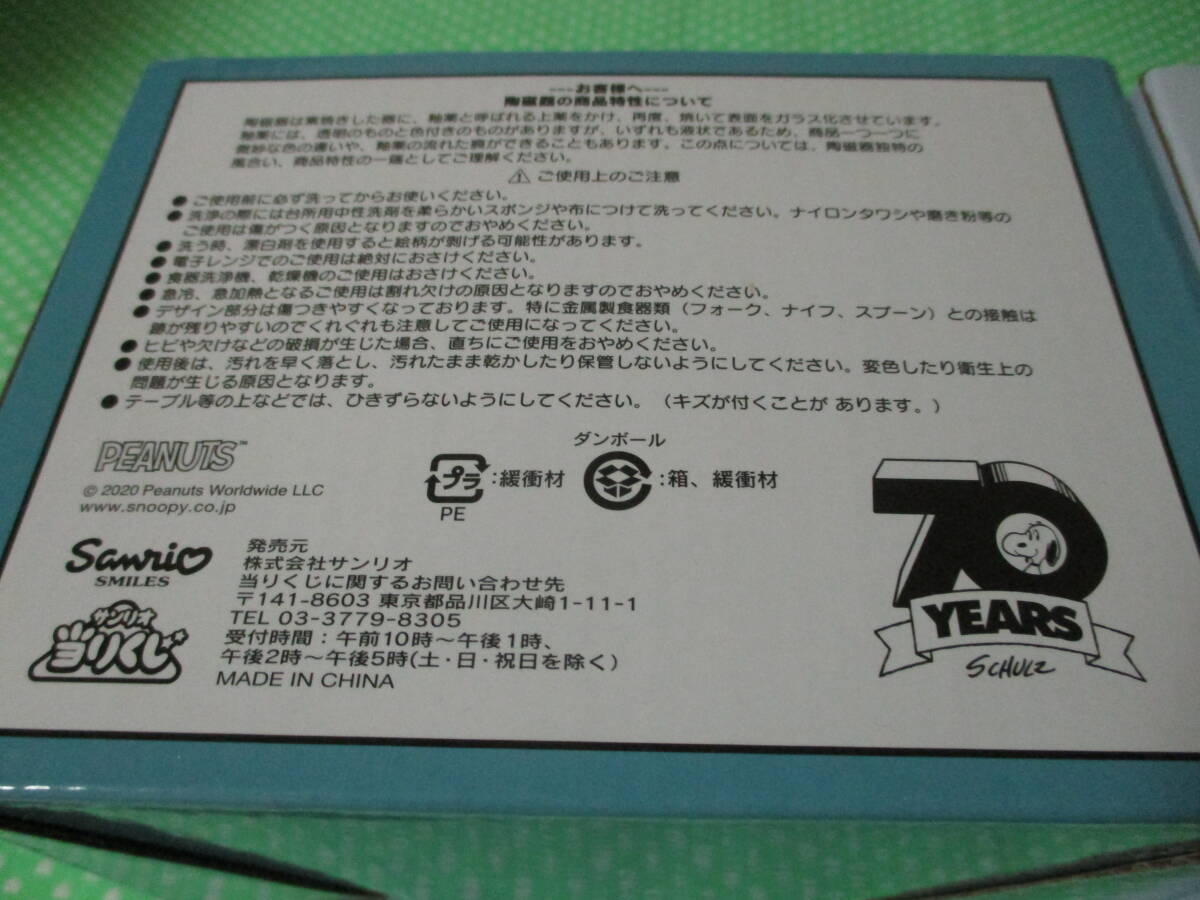 ---お客様へ---
陶磁器の商品特性について
陶磁器は素焼きした器に、釉薬と呼ばれる上薬をかけ、再度、焼いて表面をガラス化させています。
釉薬には、透明のものと色付きのものがありますが、いずれも液状であるため、商品一つ一つに
微妙な色の違いや、釉薬の流れた痕ができることもあります。この点については、陶磁器独特の
風合い、商品特性の一環としてご理解ください。
⚠ ご使用上のご注意
● ご使用前に必ず洗ってからお使いください。
● 洗浄の際には台所用中性洗剤を柔らかいスポンジや布につけて洗ってください。ナイロンタワシや磨き粉等の
ご使用は傷がつく原因となりますのでおやめください。
● 洗う時、漂白剤を使用すると絵柄が剥げる可能性があります。
● 電子レンジでのご使用は絶対におさけください。
● 食器洗浄機、乾燥機のご使用はおさけください。
● 急冷、急加熱となるご使用は割れ欠けの原因となりますのでおやめください。
● デザイン部分は傷つきやすくなっております。特に金属製食器類（フォーク、ナイフ、スプーン）との接触は
跡が残りやすいのでくれぐれも注意してご使用になってください。
● ヒビや欠けなどの破損が生じた場合、直ちにご使用をおやめください。
● 使用後は、汚れを早く落とし、汚れたまま乾かしたり保管しないようにしてください。変色したり衛生上の
問題が生じる原因となります。
● テーブル等の上などでは、ひきずらないようにしてください。（キズが付くことが あります。）
PEANUTS™
© 2020 Peanuts Worldwide LLC
www.snoopy.co.jp
プラ:緩衝材
PE
ダンボール
:箱、緩衝材
70
YEARS
SCHULZ
Sanrio
SMILES
サンリオ
当りくじ
発売元
株式会社サンリオ
当りくじに関するお問い合わせ先
〒141-8603 東京都品川区大崎1-11-1
TEL 03-3779-8305
受付時間：午前10時～午後1時、
午後2時～午後5時(土・日・祝日を除く)
MADE IN CHINA